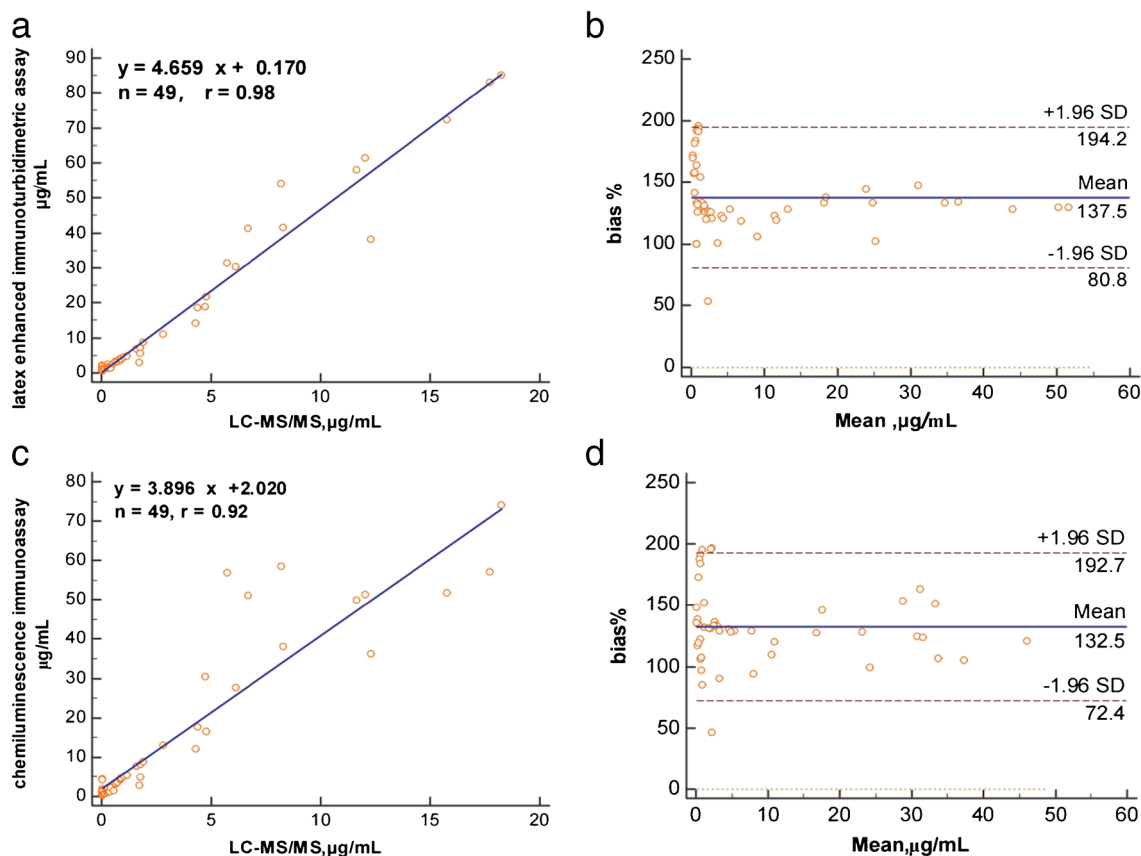 a
latex enhanced immunoturbidimetric assay
µg/mL
90
80
70
60
50
40
30
20
10
0
y = 4.659 x + 0.170
n = 49, r = 0.98
0 5 10 15 20
LC-MS/MS,µg/mL
b
bias %
250
200
150
100
50
0
+1.96 SD
194.2
Mean
137.5
-1.96 SD
80.8
0 10 20 30 40 50 60
Mean ,µg/mL
c
chemiluminescence immunoassay
µg/mL
80
70
60
50
40
30
20
10
0
y = 3.896 x +2.020
n = 49, r = 0.92
0 5 10 15 20
LC-MS/MS,µg/mL
d
bias%
250
200
150
100
50
0
+1.96 SD
192.7
Mean
132.5
-1.96 SD
72.4
0 10 20 30 40 50 60
Mean,µg/mL